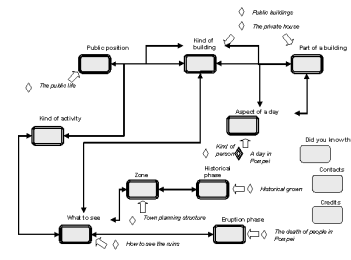 Public buildings
The private house
Kind of
building
Public position
Part of a building
The public life
Aspect of a day
Kind of activity
Kind of
person
A day in
Pompei
Did you knowth
Historical
phase
Zone
Contacts
Historical grown
Credits
What to see
Town planning structure
Eruption phase
The death of people in
Pompei
How to see the ruins